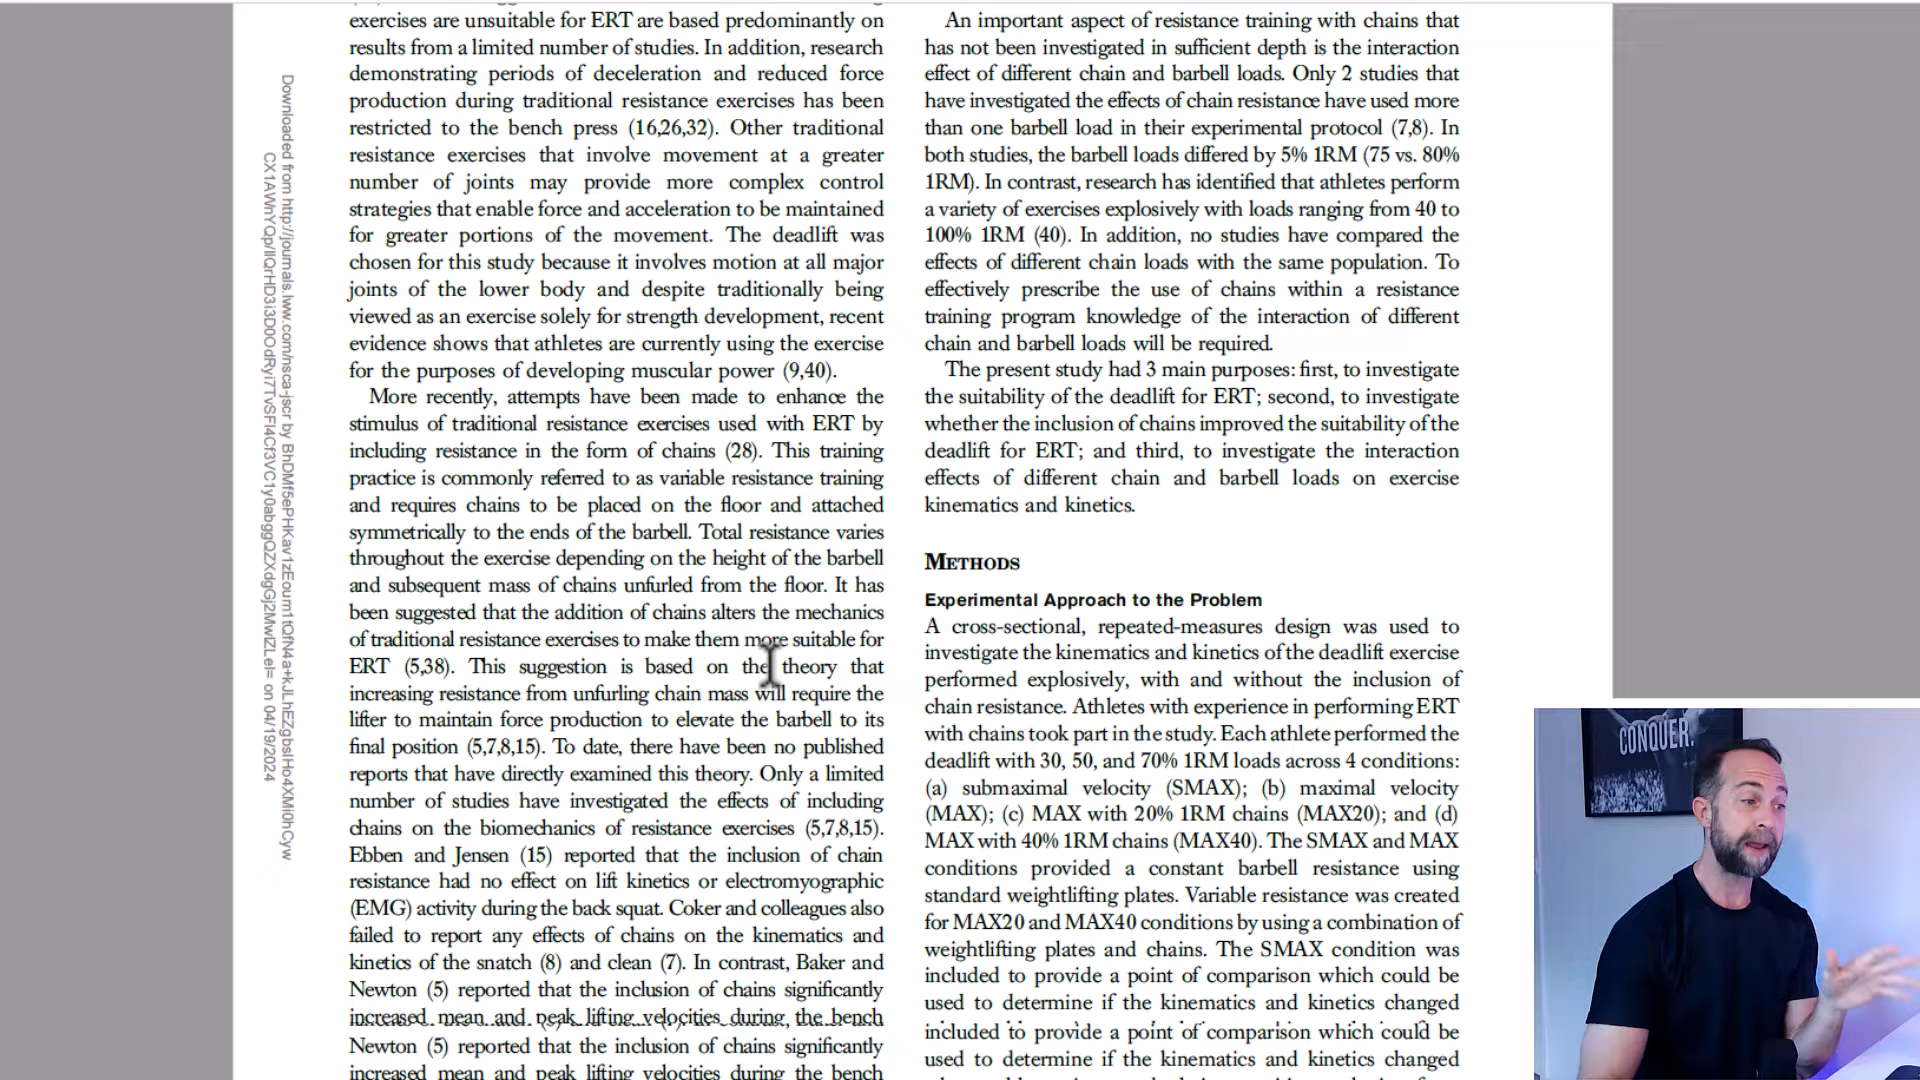 exercises are unsuitable for ERT are based predominantly on
results from a limited number of studies. In addition, research
demonstrating periods of deceleration and reduced force
production during traditional resistance exercises has been
restricted to the bench press (16,26,32). Other traditional
resistance exercises that involve movement at a greater
number of joints may provide more complex control
strategies that enable force and acceleration to be maintained
for greater portions of the movement. The deadlift was
chosen for this study because it involves motion at all major
joints of the lower body and despite traditionally being
viewed as an exercise solely for strength development, recent
evidence shows that athletes are currently using the exercise
for the purposes of developing muscular power (9,40).
More recently, attempts have been made to enhance the
stimulus of traditional resistance exercises used with ERT by
including resistance in the form of chains (28). This training
practice is commonly referred to as variable resistance training
and requires chains to be placed on the floor and attached
symmetrically to the ends of the barbell. Total resistance varies
throughout the exercise depending on the height of the barbell
and subsequent mass of chains unfurled from the floor. It has
been suggested that the addition of chains alters the mechanics
of traditional resistance exercises to make them more suitable for
ERT (5,38). This suggestion is based on the theory that
increasing resistance from unfurling chain mass will require the
lifter to maintain force production to elevate the barbell to its
final position (5,7,8,15). To date, there have been no published
reports that have directly examined this theory. Only a limited
number of studies have investigated the effects of including
chains on the biomechanics of resistance exercises (5,7,8,15).
Ebben and Jensen (15) reported that the inclusion of chain
resistance had no effect on lift kinetics or electromyographic
(EMG) activity during the back squat. Coker and colleagues also
failed to report any effects of chains on the kinematics and
kinetics of the snatch (8) and clean (7). In contrast, Baker and
Newton (5) reported that the inclusion of chains significantly
increased mean and peak lifting velocities during the bench
Newton (5) reported that the inclusion of chains significantly
increased mean and peak lifting velocities during the bench
An important aspect of resistance training with chains that
has not been investigated in sufficient depth is the interaction
effect of different chain and barbell loads. Only 2 studies that
have investigated the effects of chain resistance have used more
than one barbell load in their experimental protocol (7,8). In
both studies, the barbell loads differed by 5% 1RM (75 vs. 80%
1RM). In contrast, research has identified that athletes perform
a variety of exercises explosively with loads ranging from 40 to
100% 1RM (40). In addition, no studies have compared the
effects of different chain loads with the same population. To
effectively prescribe the use of chains within a resistance
training program knowledge of the interaction of different
chain and barbell loads will be required.
The present study had 3 main purposes: first, to investigate
the suitability of the deadlift for ERT; second, to investigate
whether the inclusion of chains improved the suitability of the
deadlift for ERT; and third, to investigate the interaction
effects of different chain and barbell loads on exercise
kinematics and kinetics.
METHODS
Experimental Approach to the Problem
A cross-sectional, repeated-measures design was used to
investigate the kinematics and kinetics of the deadlift exercise
performed explosively, with and without the inclusion of
chain resistance. Athletes with experience in performing ERT
with chains took part in the study. Each athlete performed the
deadlift with 30, 50, and 70% 1RM loads across 4 conditions:
(a) submaximal velocity (SMAX); (b) maximal velocity
(MAX); (c) MAX with 20% 1RM chains (MAX20); and (d)
MAX with 40% 1RM chains (MAX40). The SMAX and MAX
conditions provided a constant barbell resistance using
standard weightlifting plates. Variable resistance was created
for MAX20 and MAX40 conditions by using a combination of
weightlifting plates and chains. The SMAX condition was
included to provide a point of comparison which could be
used to determine if the kinematics and kinetics changed
included to provide a point of comparison which could be
used to determine if the kinematics and kinetics changed
Downloaded from http://journals.lww.com/nsca-jscr by
on 04/19/2024
CONQUER.